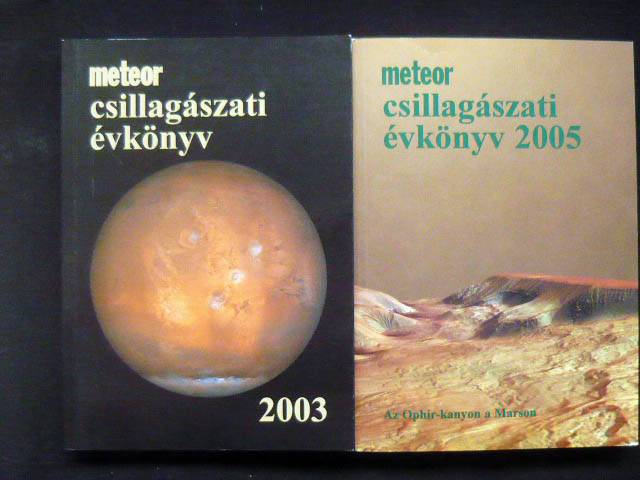 meteor
csillagászati
évkönyv
2003
meteor
csillagászati
évkönyv 2005
Az Ophir-kanyon a Marson